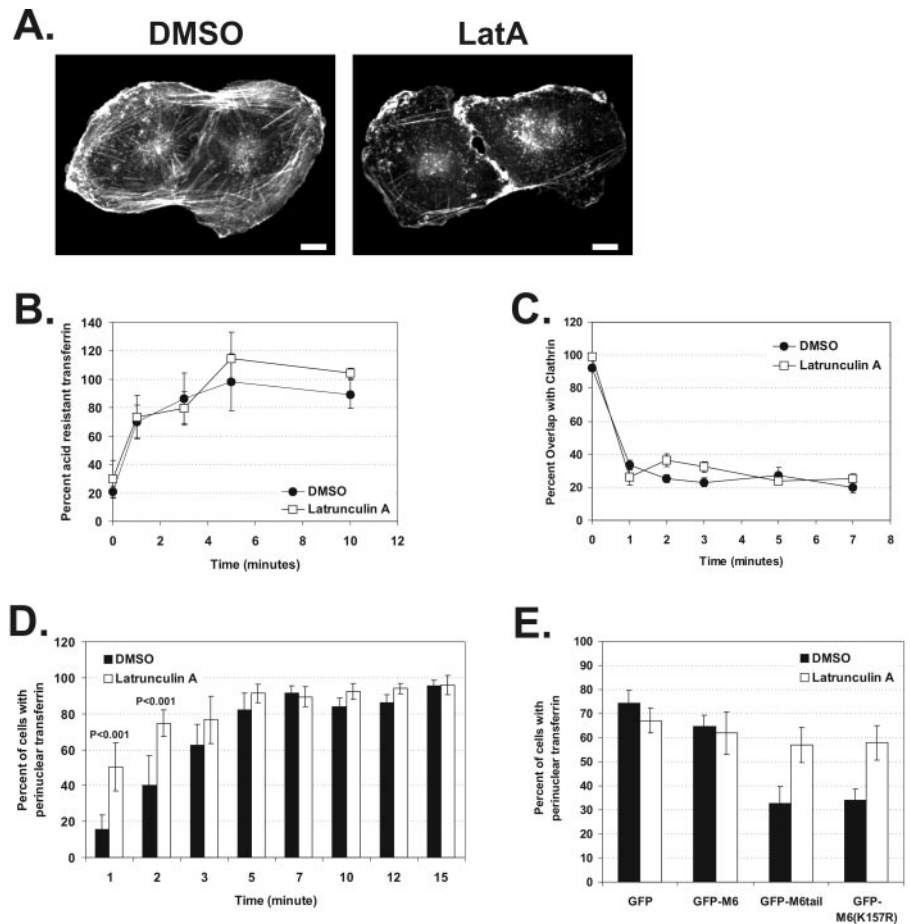 A.
DMSO
LatA
B.
Percent acid resistant transferrin
140
120
100
80
60
40
20
0
0 2 4 6 8 10 12
Time (minutes)
DMSO
Latrunculin A
C.
Percent Overlap with Clathrin
120
100
80
60
40
20
0
0 1 2 3 4 5 6 7 8
Time (minutes)
DMSO
Latrunculin A
D.
Percent of cells with
perinuclear transferrin
120
100
80
60
40
20
0
DMSO
Latrunculin A
P<0.001
P<0.001
1 2 3 5 7 10 12 15
Time (minute)
E.
Percent of cells with
perinuclear transferrin
100
90
80
70
60
50
40
30
20
10
0
DMSO
Latrunculin A
GFP GFP-M6 GFP-M6tail GFP-
M6(K157R)